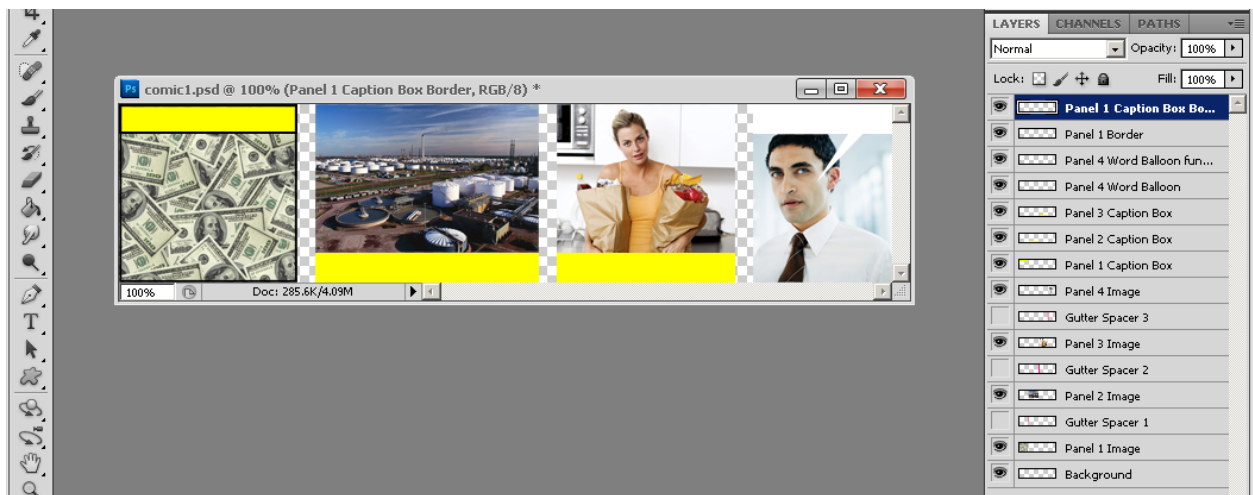 Ps comic1.psd @ 100% (Panel 1 Caption Box Border, RGB/8) *
100% Doc: 285.6K/4.09M
T
LAYERS CHANNELS PATHS
Normal Opacity: 100%
Lock: Fill: 100%
Panel 1 Caption Box Bo...
Panel 1 Border
Panel 4 Word Balloon fun...
Panel 4 Word Balloon
Panel 3 Caption Box
Panel 2 Caption Box
Panel 1 Caption Box
Panel 4 Image
Gutter Spacer 3
Panel 3 Image
Gutter Spacer 2
Panel 2 Image
Gutter Spacer 1
Panel 1 Image
Background